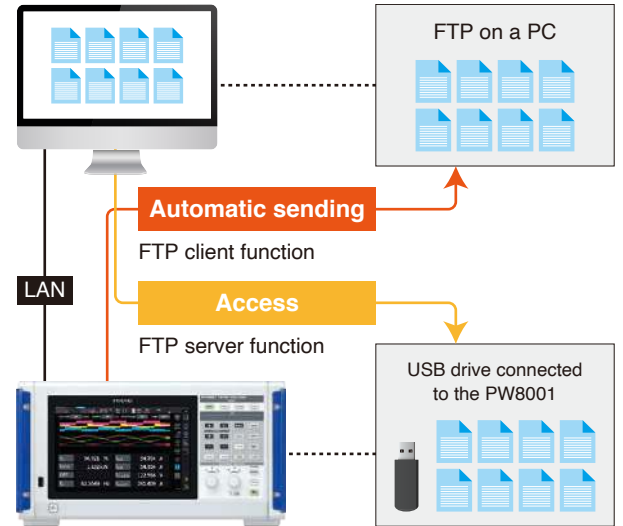 FTP on a PC
Automatic sending
FTP client function
LAN
Access
FTP server function
USB drive connected
to the PW8001